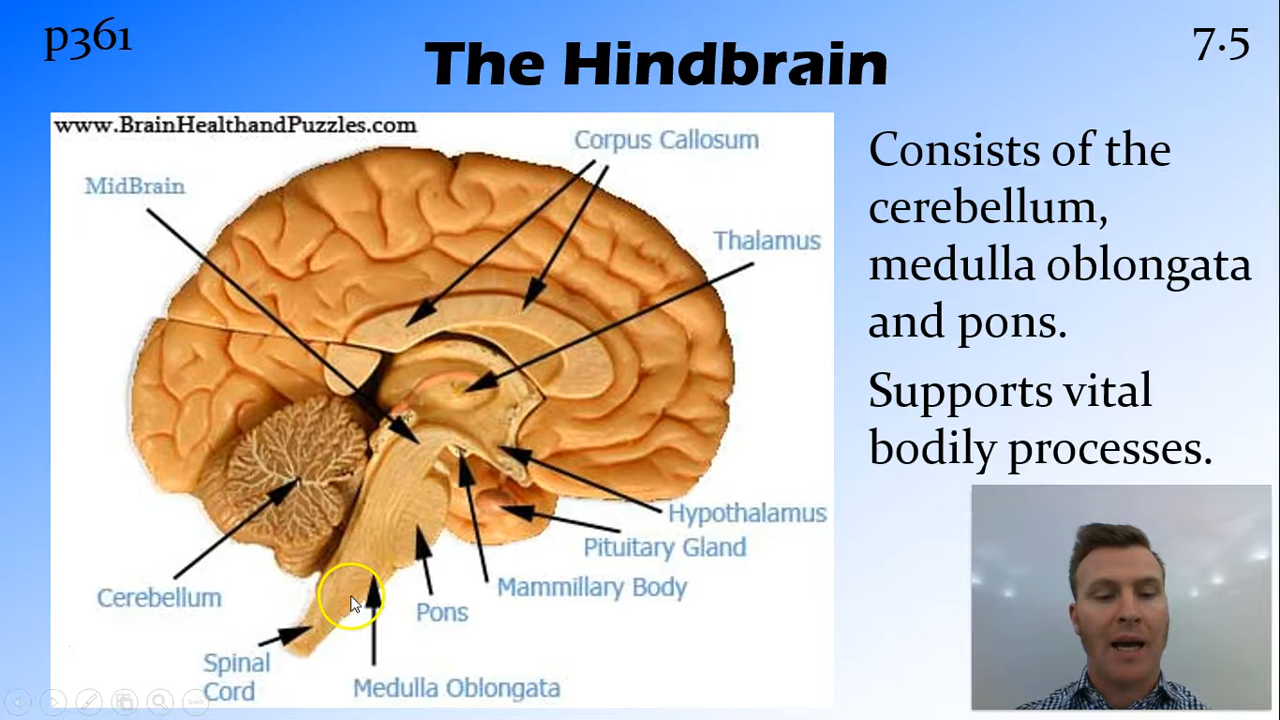 p361
The Hindbrain
7.5
www.BrainHealthandPuzzles.com
Corpus Callosum
MidBrain
Thalamus
Consists of the
cerebellum,
medulla oblongata
and pons.
Supports vital
bodily processes.
Hypothalamus
Pituitary Gland
Mammillary Body
Cerebellum
Pons
Spinal
Cord
Medulla Oblongata